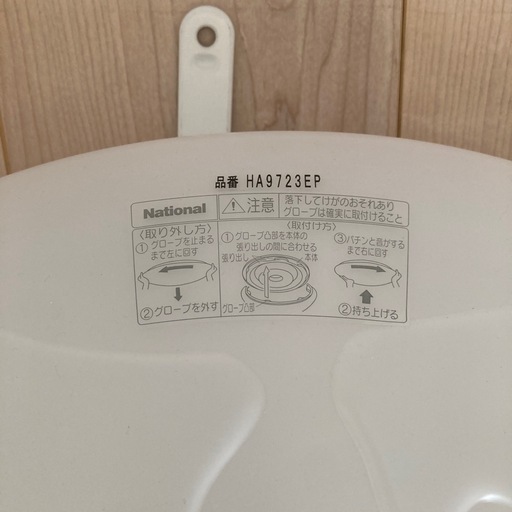 品番 HA9723EP
National
⚠注意
落下してけがのおそれあり
グローブは確実に取付けること
〈取り外し方〉
①グローブを止まる
まで左に回す
②グローブを外す
〈取付け方〉
①グローブ凸部を本体の
張り出しの間に合わせる
張り出し
本体
グローブ凸部
②持ち上げる
③パチンと音がする
まで右に回す